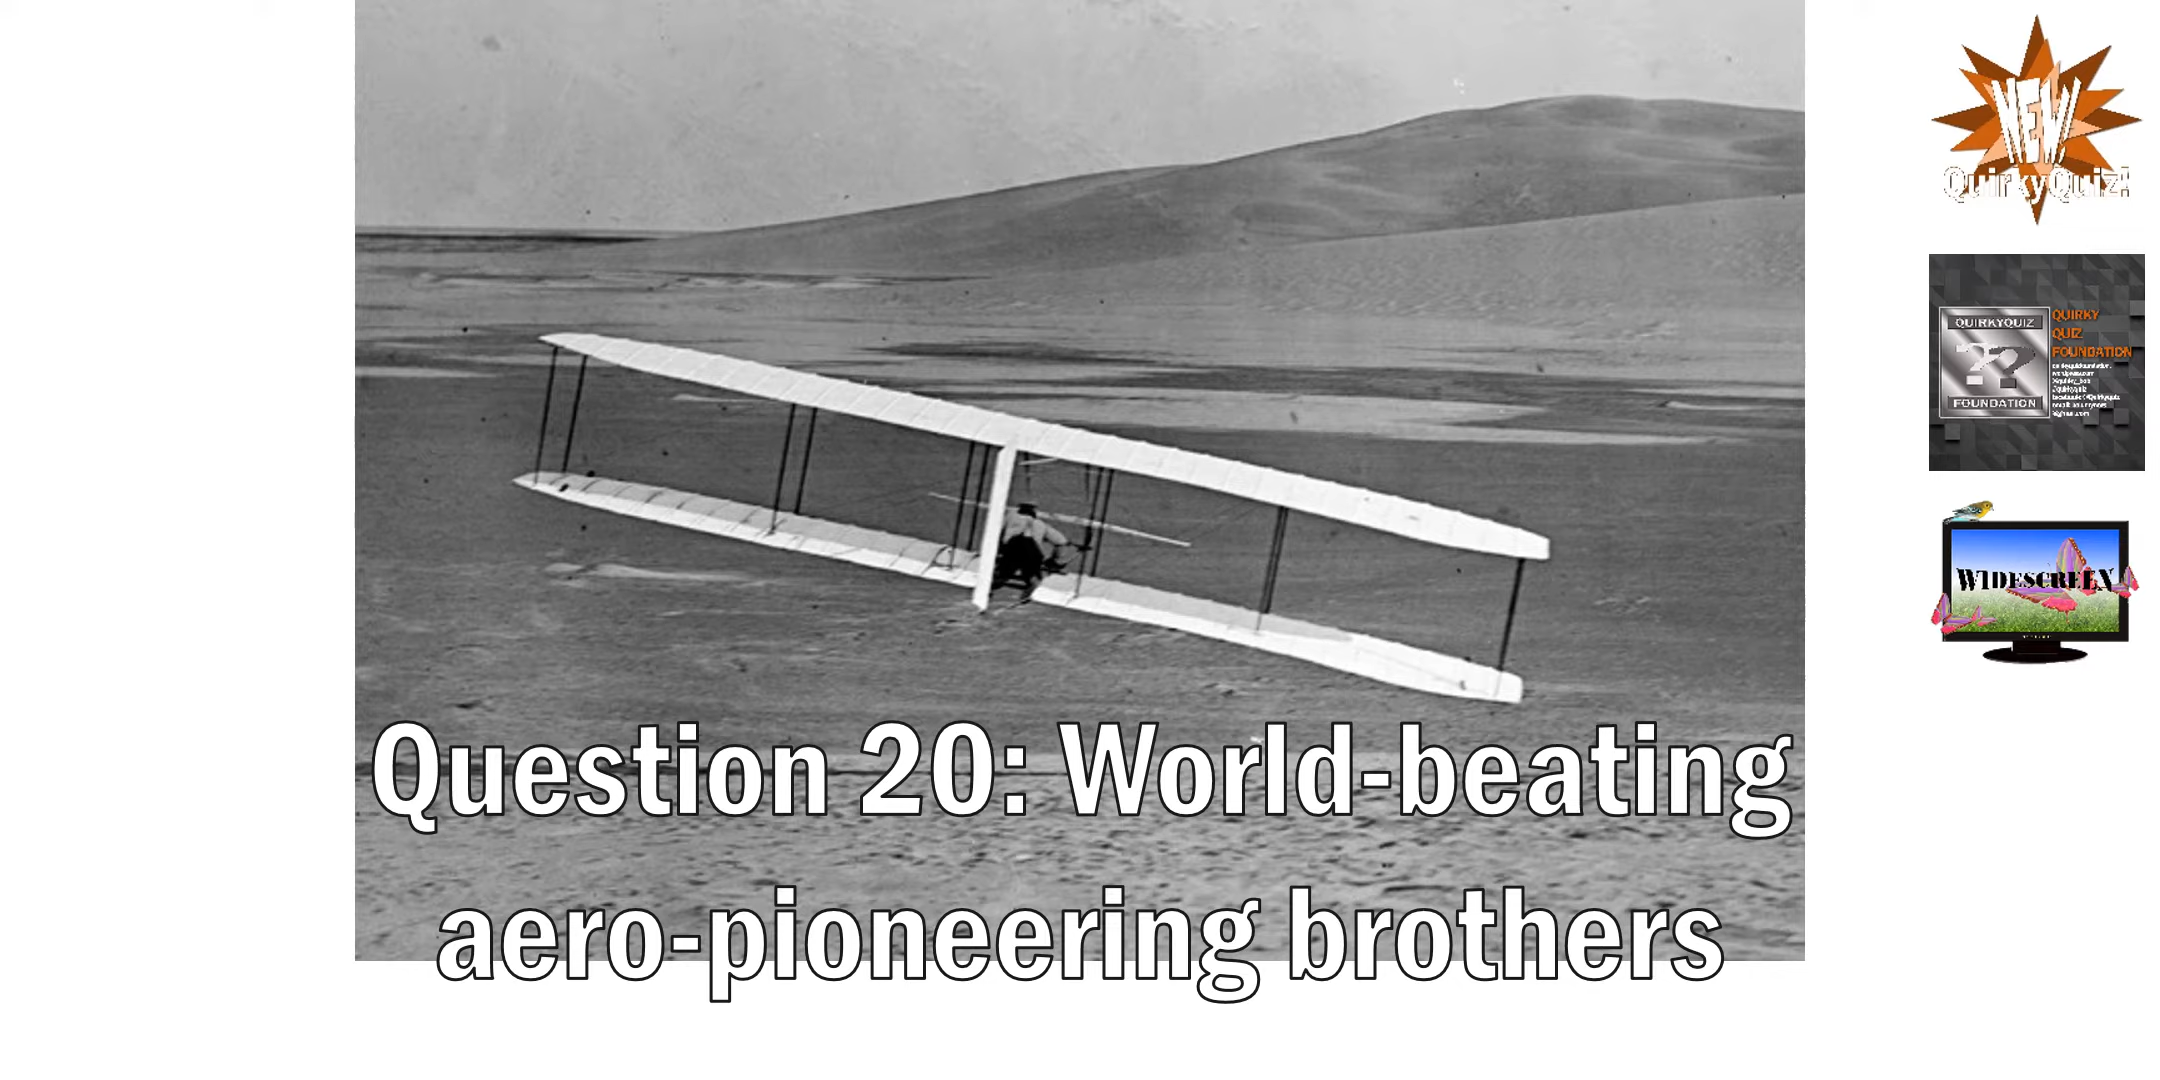 NEW!
QuirkyQuiz!
QUIRKYQUIZ
??
FOUNDATION
QUIRKY
QUIZ
FOUNDATION
WIDESCREEN
Question 20: World-beating
aero-pioneering brothers